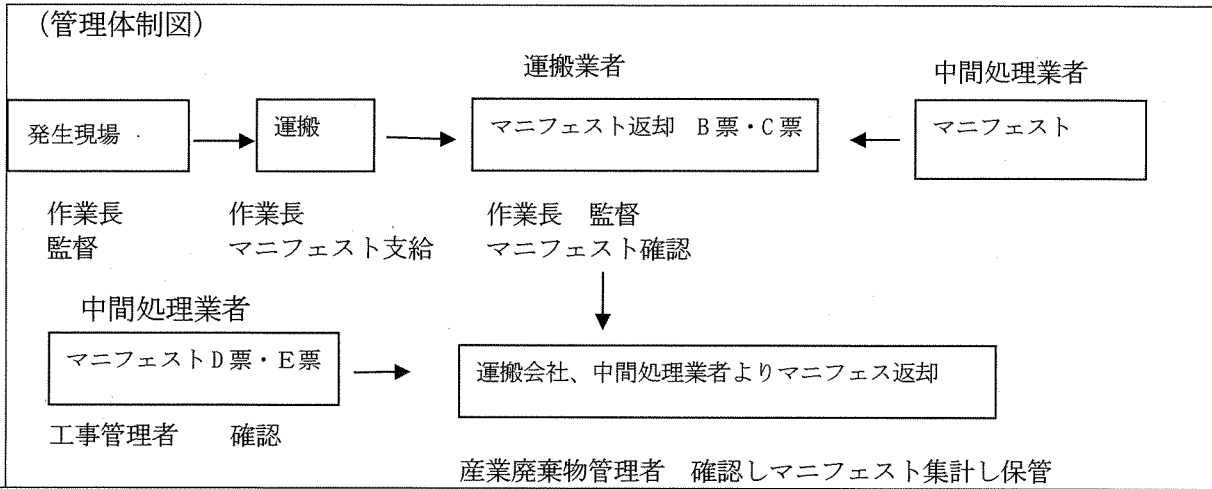 （管理体制図）
運搬業者
中間処理業者
発生現場
運搬
マニフェスト返却　B票・C票
マニフェスト
作業長
監督
作業長
マニフェスト支給
作業長　監督
マニフェスト確認
中間処理業者
マニフェストD票・E票
運搬会社、中間処理業者よりマニフェス返却
工事管理者　　確認
産業廃棄物管理者　確認しマニフェスト集計し保管